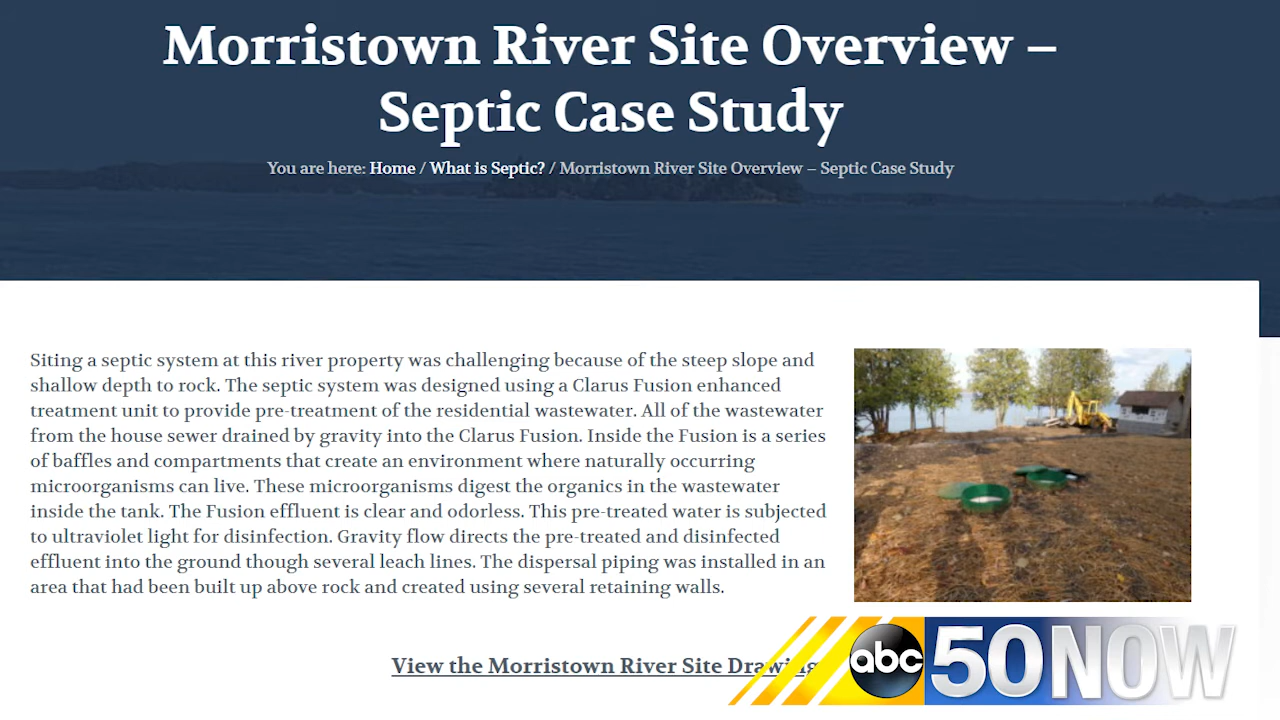 Morristown River Site Overview –
Septic Case Study
You are here: Home / What is Septic? / Morristown River Site Overview – Septic Case Study
Siting a septic system at this river property was challenging because of the steep slope and
shallow depth to rock. The septic system was designed using a Clarus Fusion enhanced
treatment unit to provide pre-treatment of the residential wastewater. All of the wastewater
from the house sewer drained by gravity into the Clarus Fusion. Inside the Fusion is a series
of baffles and compartments that create an environment where naturally occurring
microorganisms can live. These microorganisms digest the organics in the wastewater
inside the tank. The Fusion effluent is clear and odorless. This pre-treated water is subjected
to ultraviolet light for disinfection. Gravity flow directs the pre-treated and disinfected
effluent into the ground though several leach lines. The dispersal piping was installed in an
area that had been built up above rock and created using several retaining walls.
View the Morristown River Site Drawing
abc 50NOW